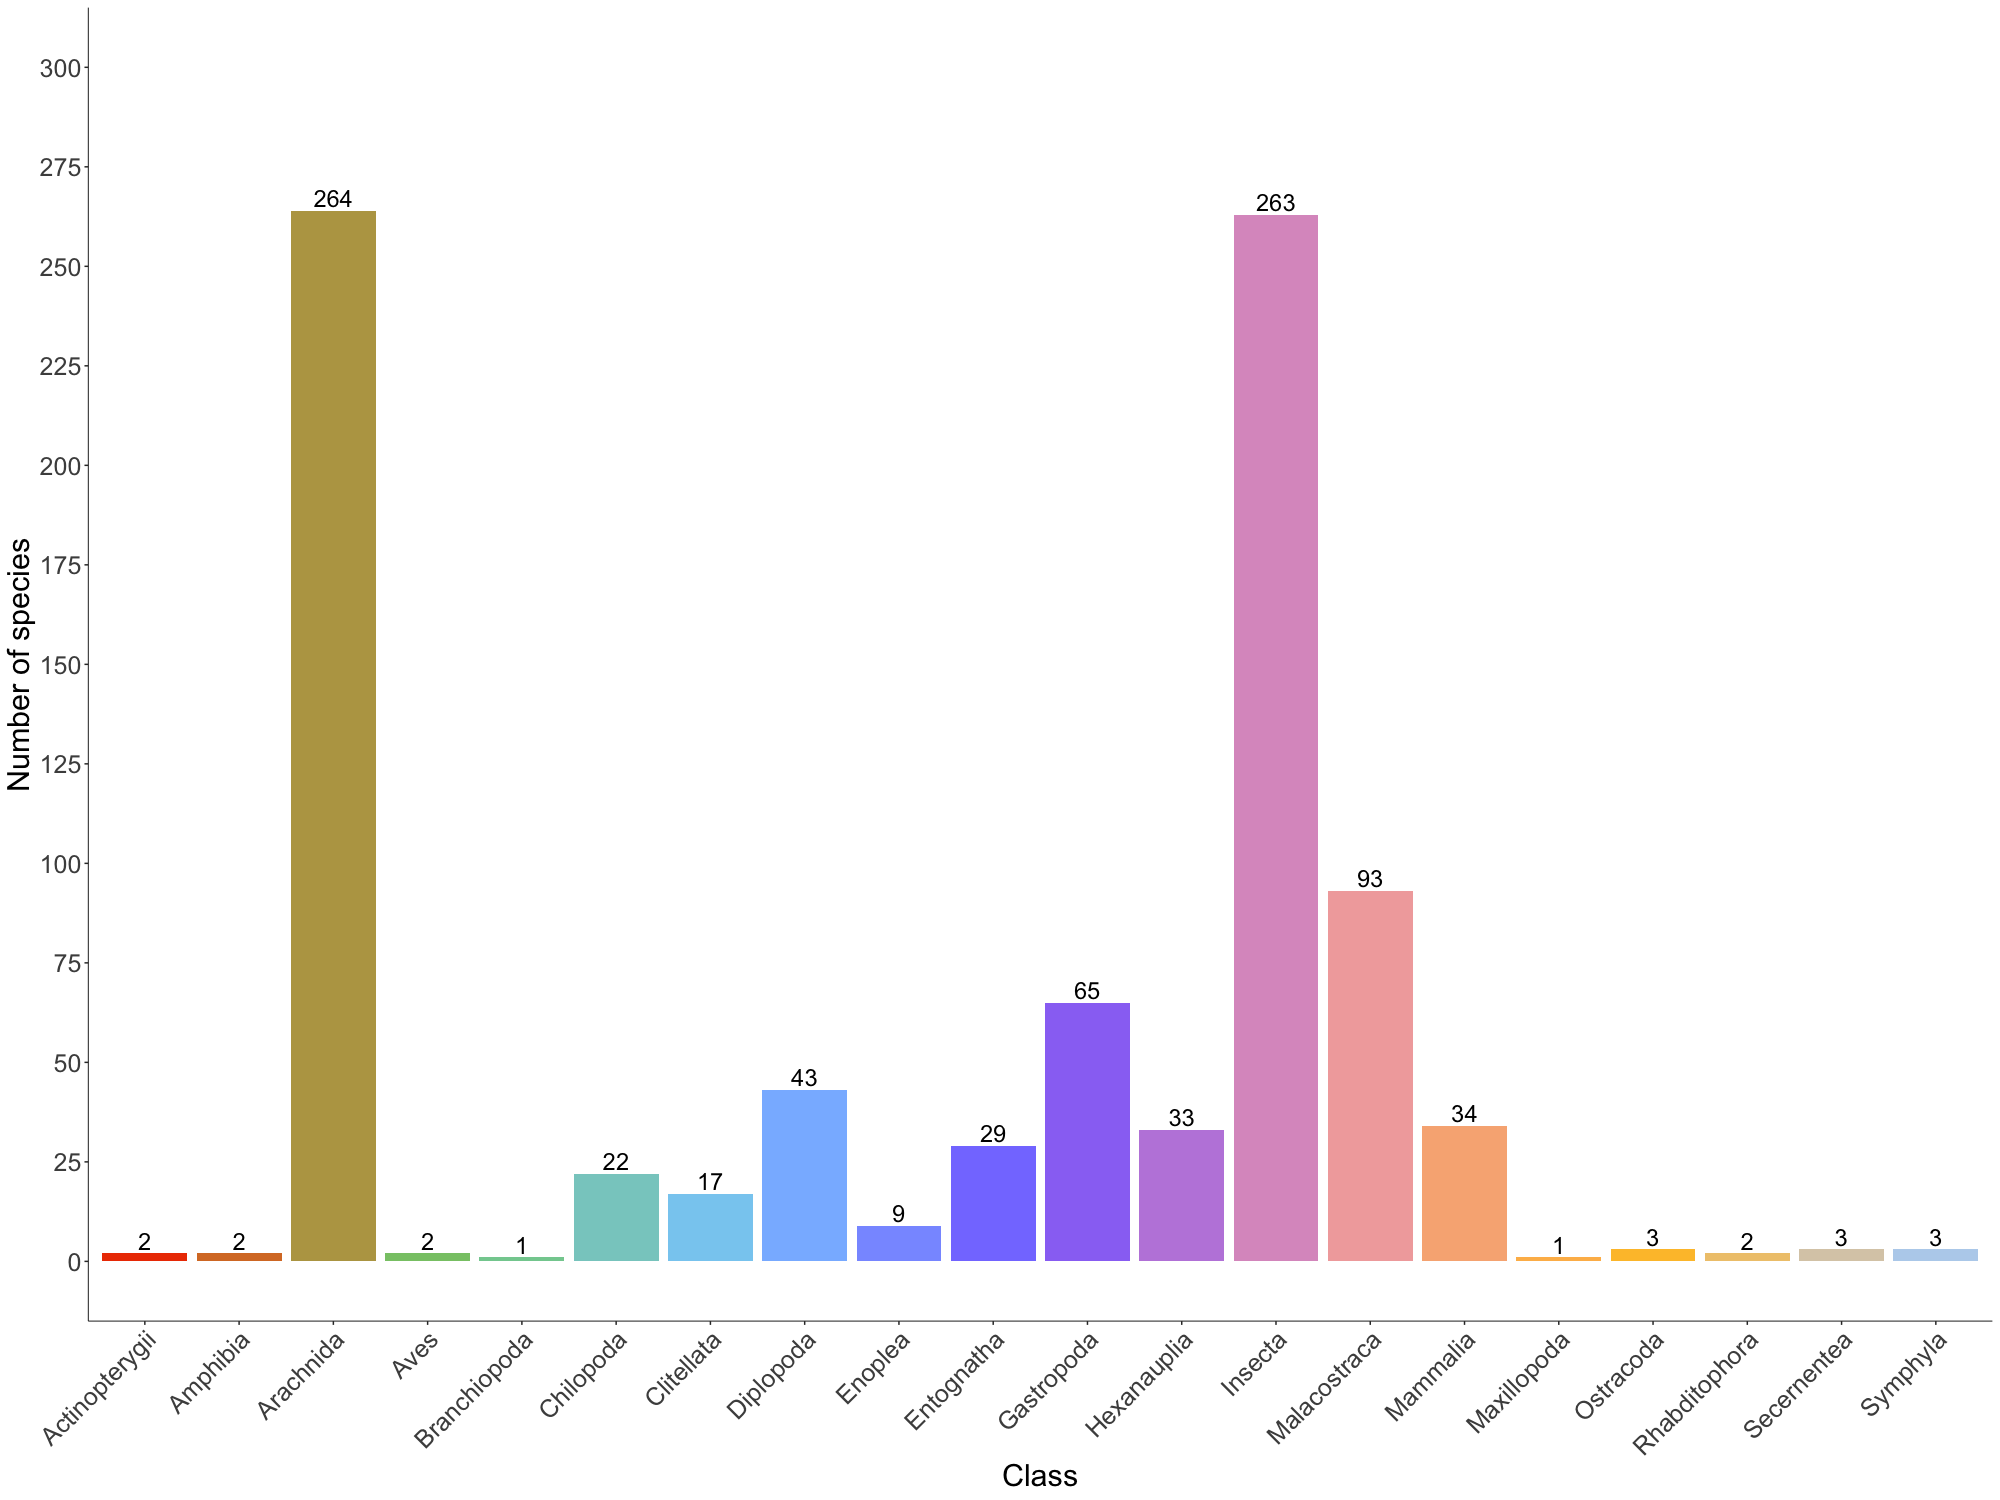 Number of species
300
275
250
225
200
175
150
125
100
75
50
25
0
2
2
264
2
1
22
17
43
9
29
65
33
263
93
34
1
3
2
3
3
Actinopterygii
Amphibia
Arachnida
Aves
Branchiopoda
Chilopoda
Clitellata
Diplopoda
Enoplea
Entognatha
Gastropoda
Hexanauplia
Insecta
Malacostraca
Mammalia
Maxillopoda
Ostracoda
Rhabditophora
Secernentea
Symphyla
Class